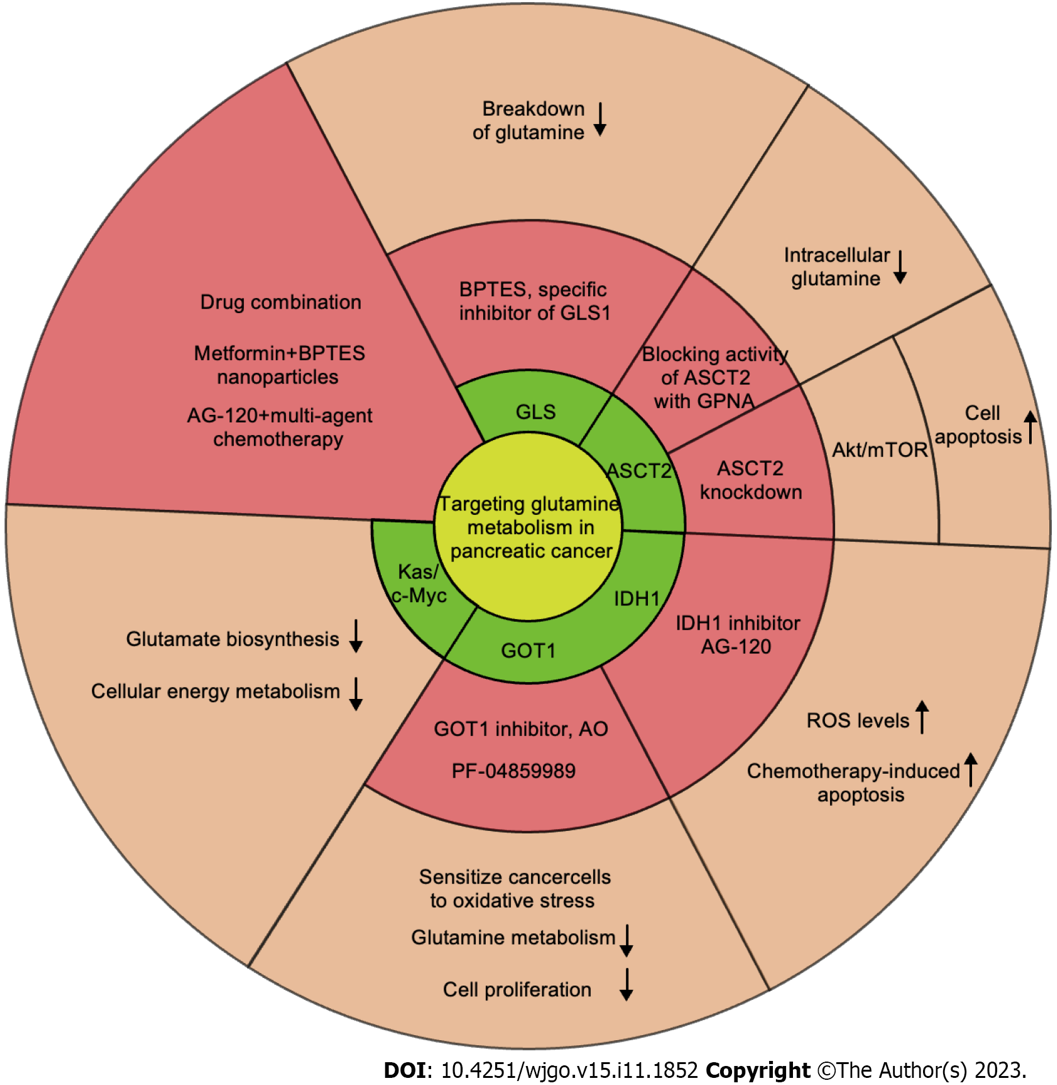 Breakdown
of glutamine
Intracellular
glutamine
Drug combination
Metformin+BPTES
nanoparticles
AG-120+multi-agent
chemotherapy
BPTES, specific
inhibitor of GLS1
Blocking activity
of ASCT2
with GPNA
GLS
ASCT2
ASCT2
knockdown
Akt/mTOR
Cell
apoptosis
Targeting glutamine
metabolism in
pancreatic cancer
Kas/
c-Myc
IDH1
GOT1
IDH1 inhibitor
AG-120
Glutamate biosynthesis
Cellular energy metabolism
GOT1 inhibitor, AO
PF-04859989
ROS levels
Chemotherapy-induced
apoptosis
Sensitize cancercells
to oxidative stress
Glutamine metabolism
Cell proliferation
DOI: 10.4251/wjgo.v15.i11.1852 Copyright ©The Author(s) 2023.